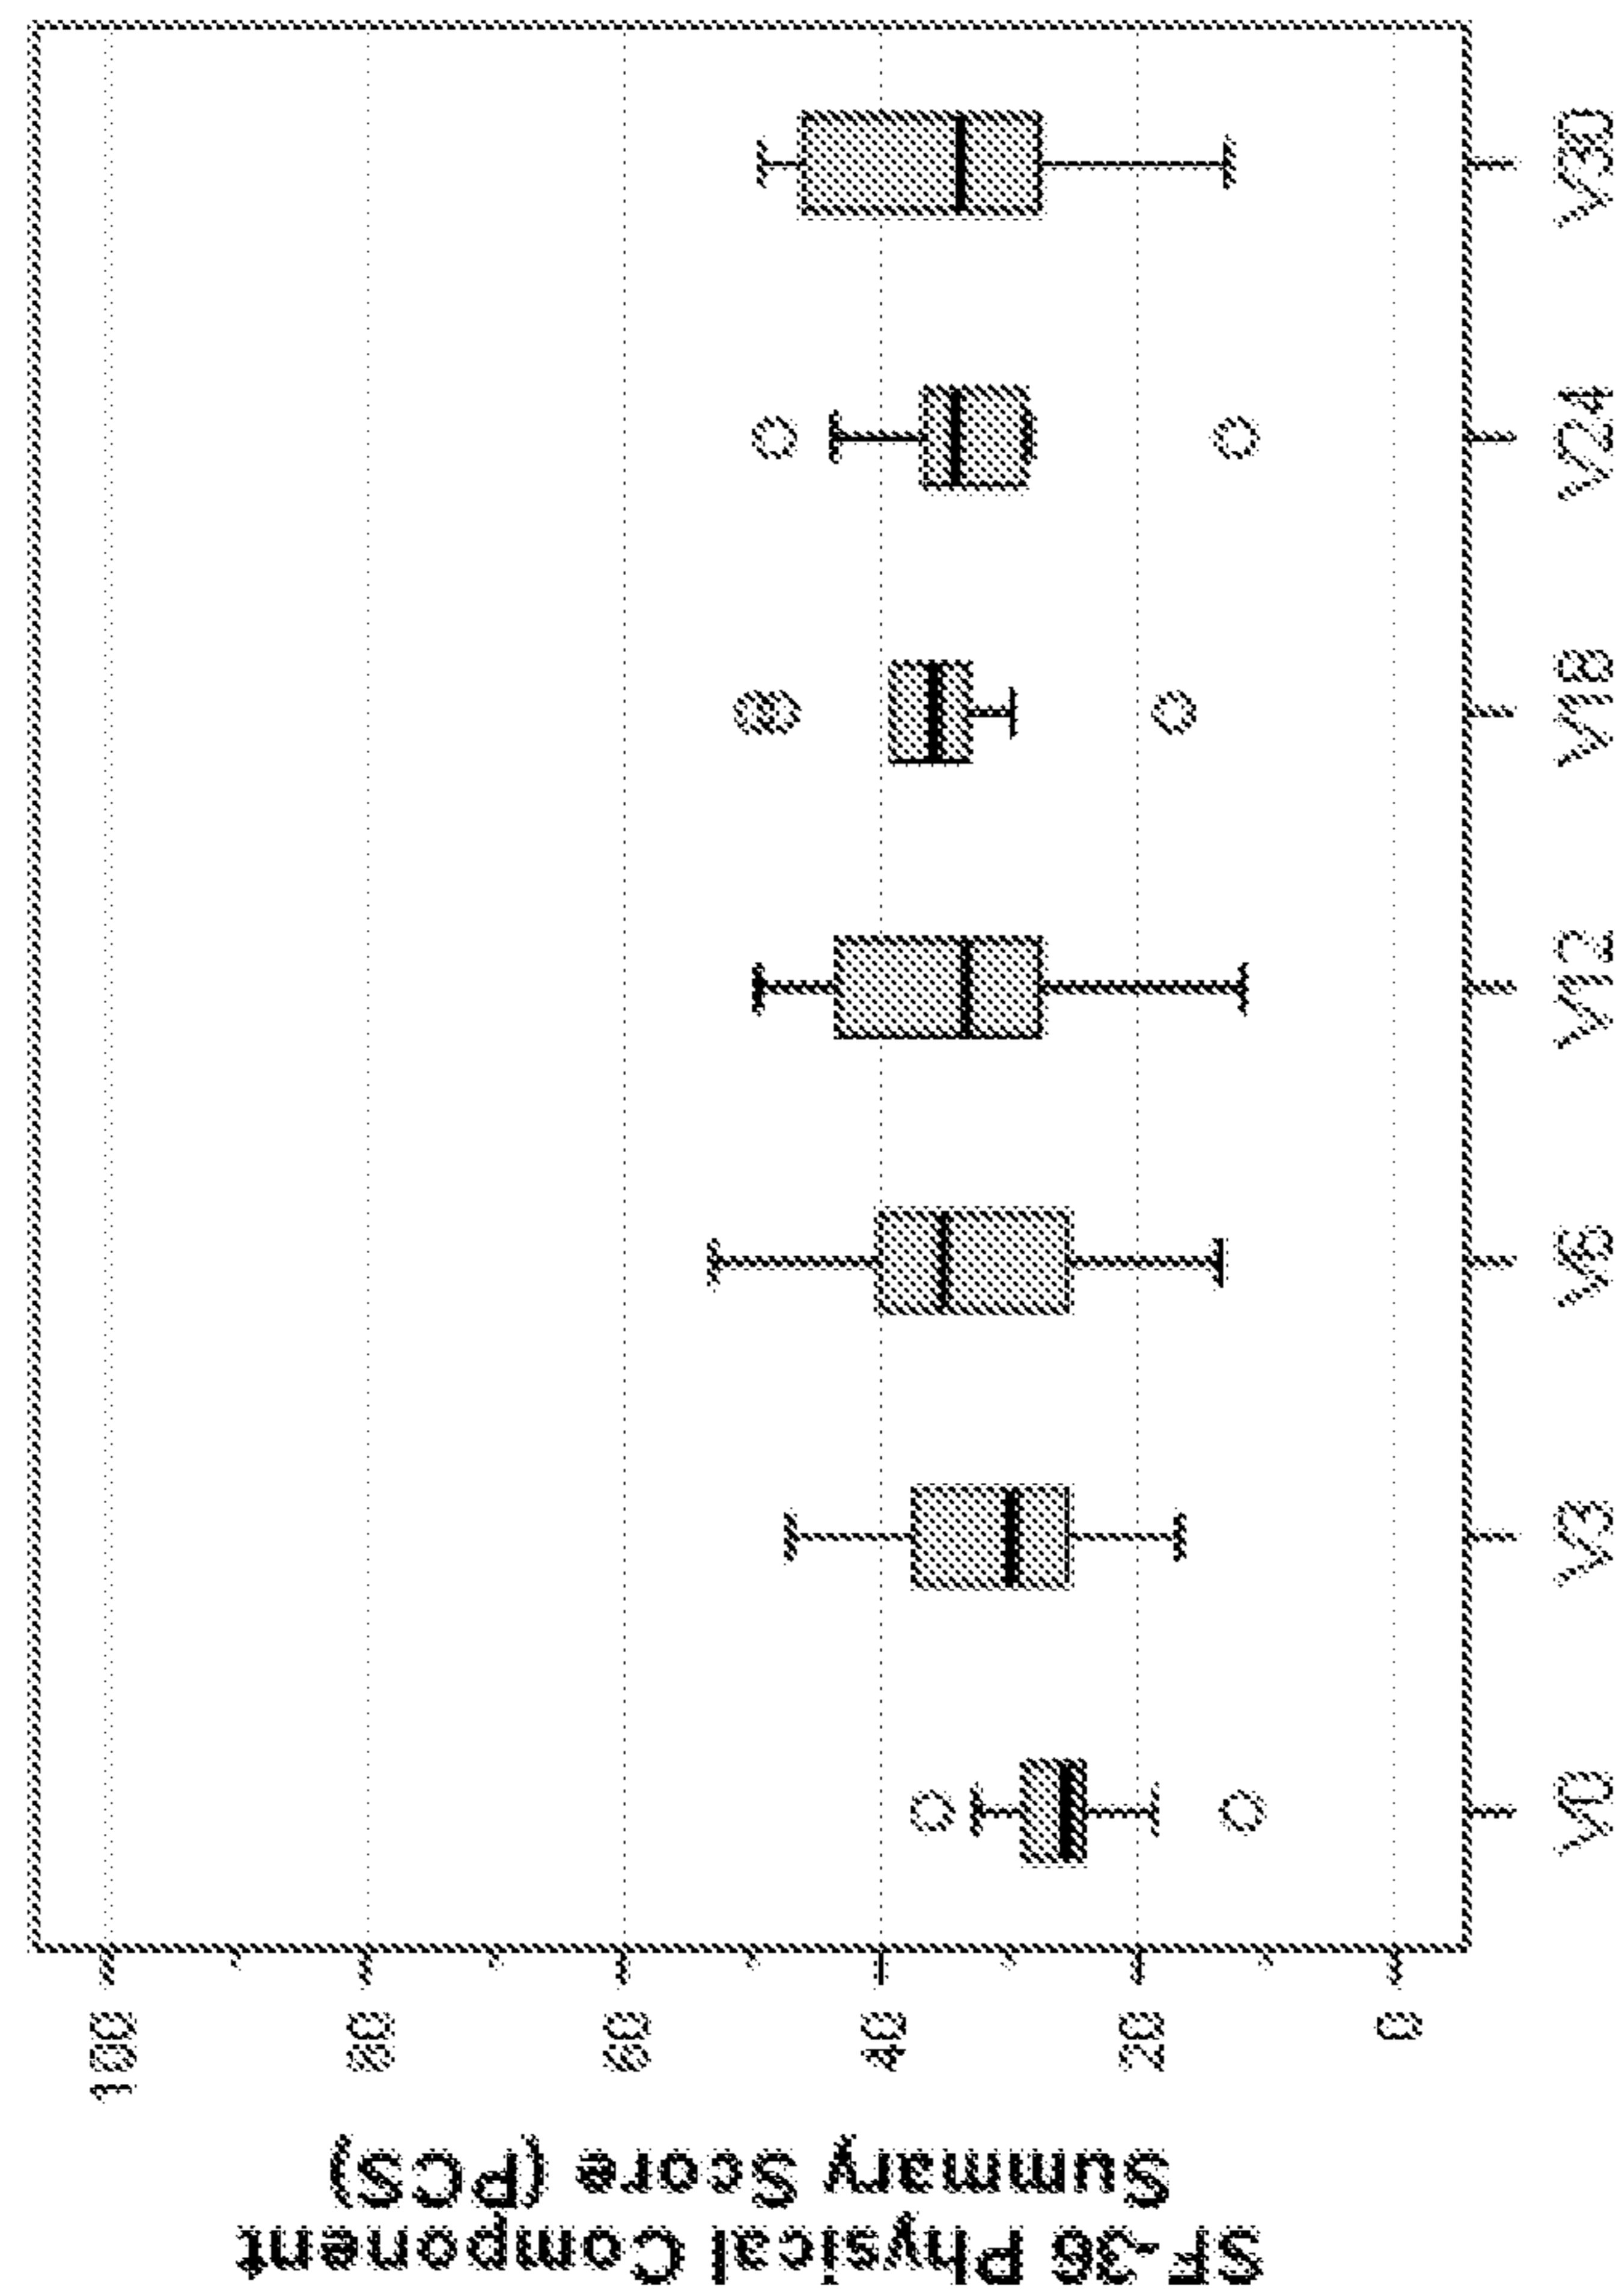 SF-36 Physical Component
Summary Score (PCS)
100
80
60
40
20
0
V0
V3
V6
V12
V18
V24
V30